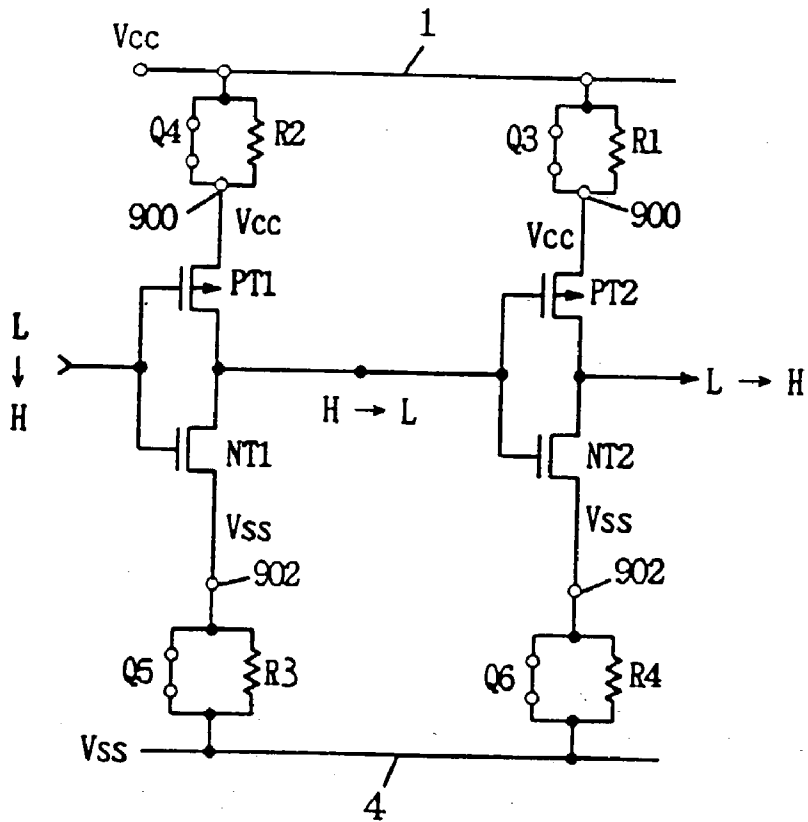 Vcc
1
Q4
R2
Q3
R1
900
Vcc
900
Vcc
PT1
PT2
L
↓
H
H → L
L → H
NT1
NT2
Vss
Vss
902
902
Q5
R3
Q6
R4
Vss
4